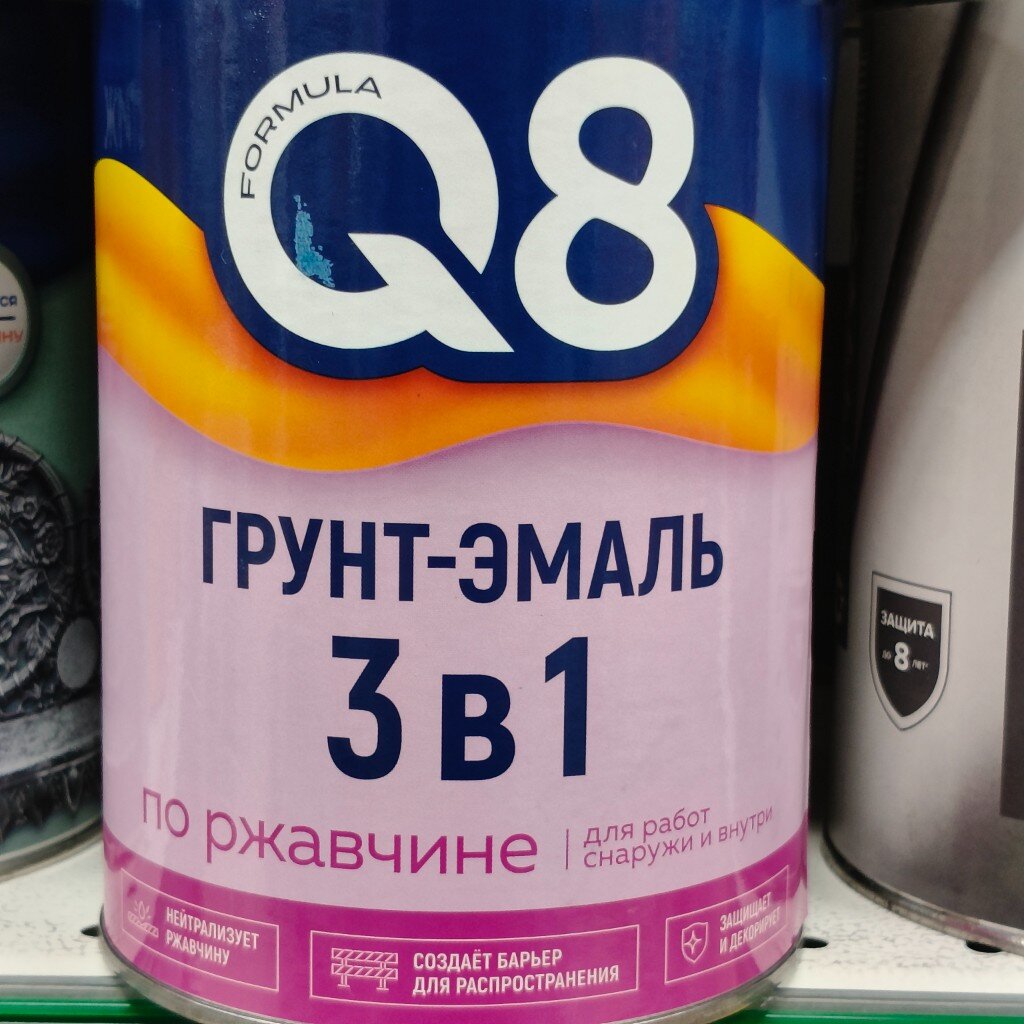 FORMULA
Q8
ГРУНТ-ЭМАЛЬ
3 в 1
по ржавчине
для работ
снаружи и внутри
НЕЙТРАЛИЗУЕТ
РЖАВЧИНУ
СОЗДАЁТ БАРЬЕР
ДЛЯ РАСПРОСТРАНЕНИЯ
ЗАЩИЩАЕТ
И ДЕКОРИРУЕТ
ЗАЩИТА
ДО 8 ЛЕТ*